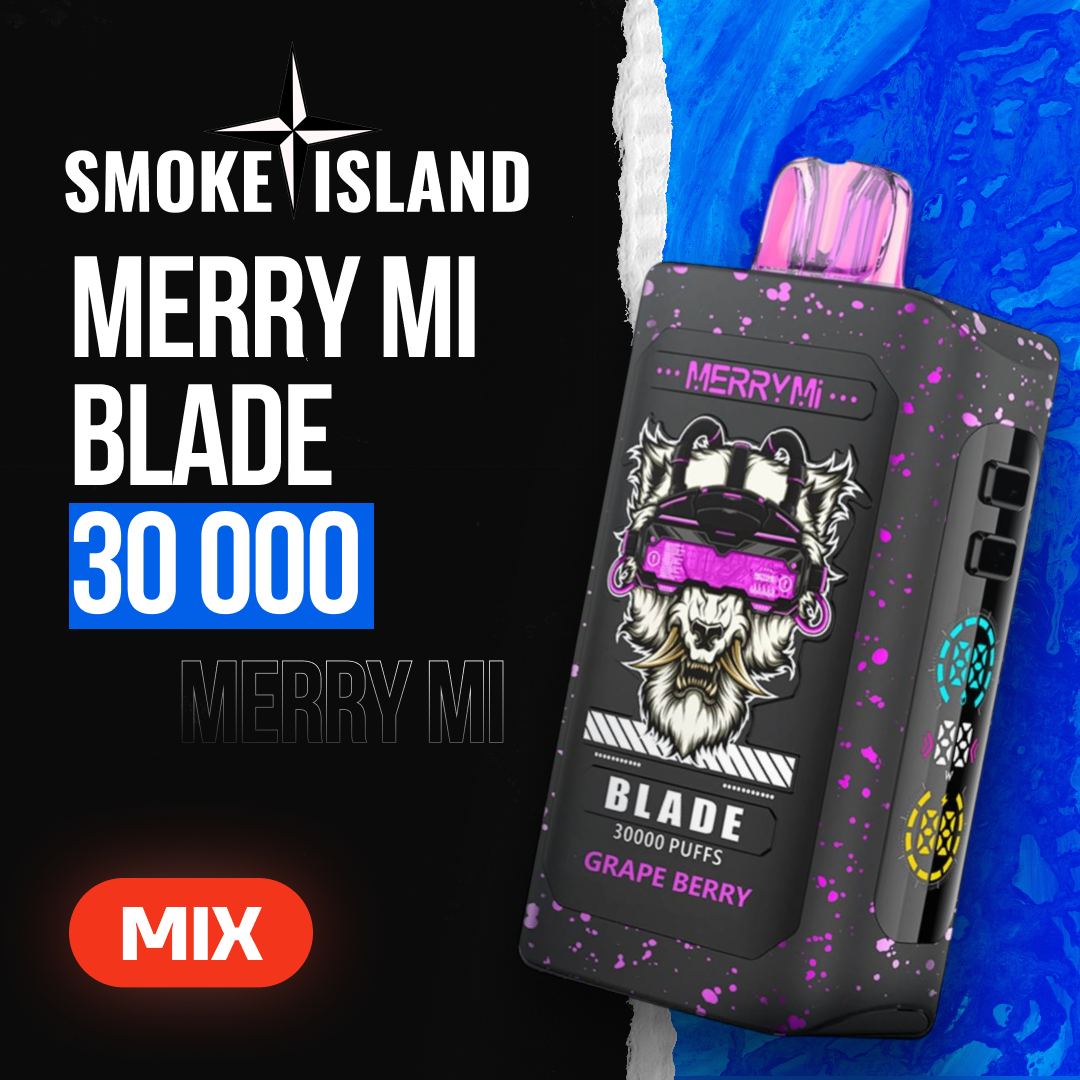 SMOKE ISLAND
MERRY MI
BLADE
30 000
MERRY MI
MIX
MERRYMi
BLADE
30000 PUFFS
GRAPE BERRY